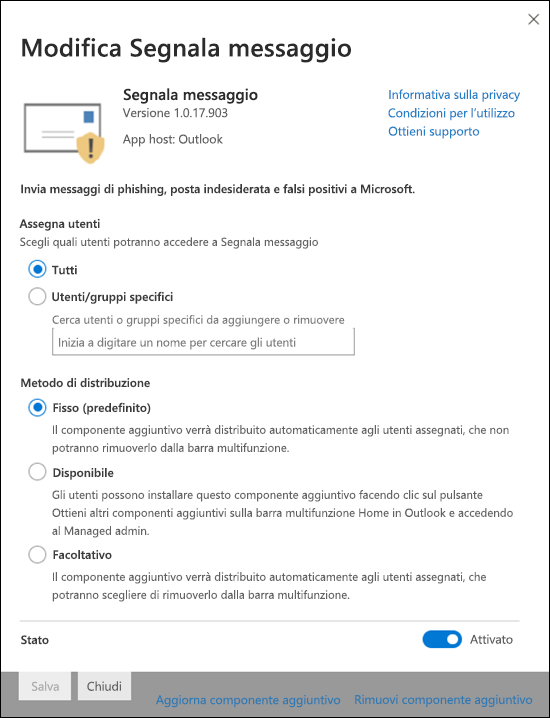 Modifica Segnala messaggio
Segnala messaggio
Versione 1.0.17.903
App host: Outlook
Informativa sulla privacy
Condizioni per l'utilizzo
Ottieni supporto
Invia messaggi di phishing, posta indesiderata e falsi positivi a Microsoft.
Assegna utenti
Scegli quali utenti potranno accedere a Segnala messaggio
Tutti
Utenti/gruppi specifici
Cerca utenti o gruppi specifici da aggiungere o rimuovere
Inizia a digitare un nome per cercare gli utenti
Metodo di distribuzione
Fisso (predefinito)
Il componente aggiuntivo verrà distribuito automaticamente agli utenti assegnati, che non
potranno rimuoverlo dalla barra multifunzione.
Disponibile
Gli utenti possono installare questo componente aggiuntivo facendo clic sul pulsante
Ottieni altri componenti aggiuntivi sulla barra multifunzione Home in Outlook e accedendo
al Managed admin.
Facoltativo
Il componente aggiuntivo verrà distribuito automaticamente agli utenti assegnati, che
potranno scegliere di rimuoverlo dalla barra multifunzione.
Stato
Attivato
Salva
Chiudi
Aggiorna componente aggiuntivo
Rimuovi componente aggiuntivo